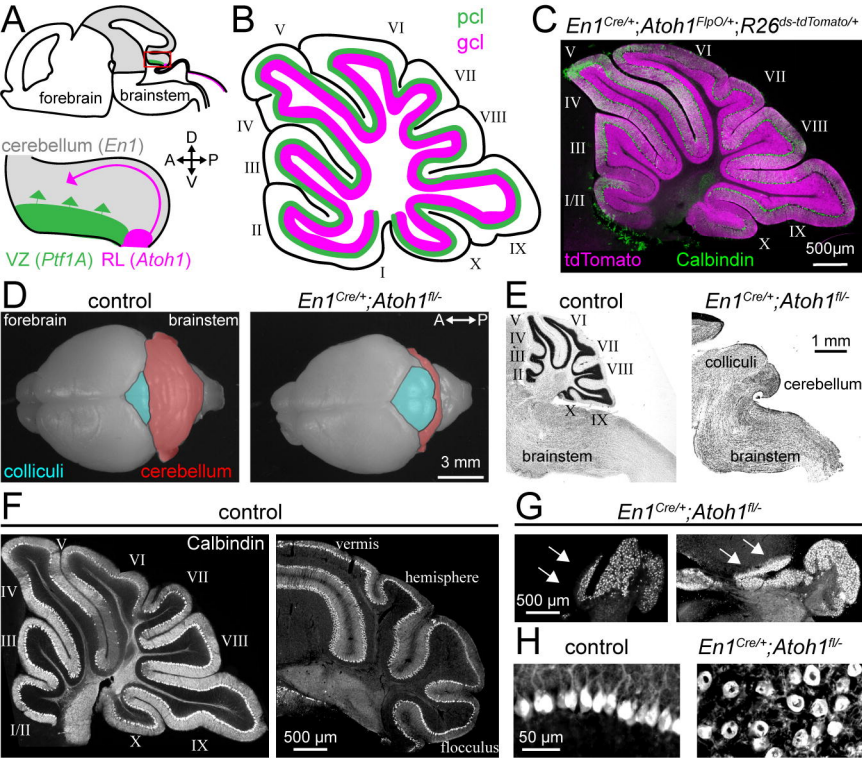 A
forebrain
brainstem
cerebellum (En1)
D
A
P
V
VZ (Ptf1A) RL (Atoh1)
B
pcl
gcl
V
VI
VII
VIII
IV
III
II
I
X
IX
C En1Cre/+;Atoh1FlpO/+;R26ds-tdTomato/+
V
VI
VII
IV
VIII
III
I/II
X
IX
tdTomato
Calbindin
500µm
D
control
En1Cre/+;Atoh1fl/-
forebrain
brainstem
A
P
colliculi
cerebellum
3 mm
E
control
En1Cre/+;Atoh1fl/-
V
VI
IV
VII
III
VIII
II
X
IX
brainstem
1 mm
colliculi
cerebellum
brainstem
F
control
Calbindin
V
VI
VII
IV
III
VIII
I/II
X
IX
vermis
hemisphere
flocculus
500 µm
G
En1Cre/+;Atoh1fl/-
500 µm
H
control
En1Cre/+;Atoh1fl/-
50 µm